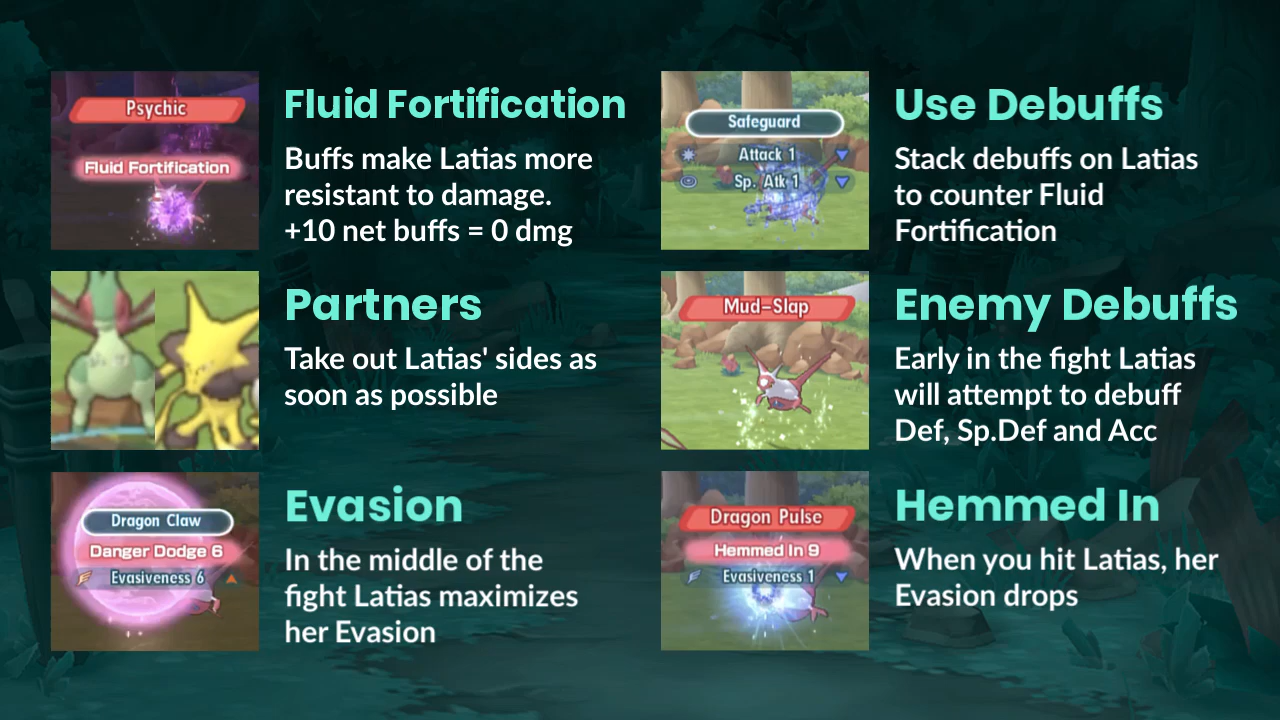 Psychic
Fluid Fortification
Fluid Fortification
Buffs make Latias more
resistant to damage.
+10 net buffs = 0 dmg
Safeguard
Attack 1
Sp. Atk 1
Use Debuffs
Stack debuffs on Latias
to counter Fluid
Fortification
Partners
Take out Latias' sides as
soon as possible
Mud-Slap
Enemy Debuffs
Early in the fight Latias
will attempt to debuff
Def, Sp.Def and Acc
Dragon Claw
Danger Dodge 6
Evasiveness 6
Evasion
In the middle of the
fight Latias maximizes
her Evasion
Dragon Pulse
Hemmed In 9
Evasiveness 1
Hemmed In
When you hit Latias, her
Evasion drops